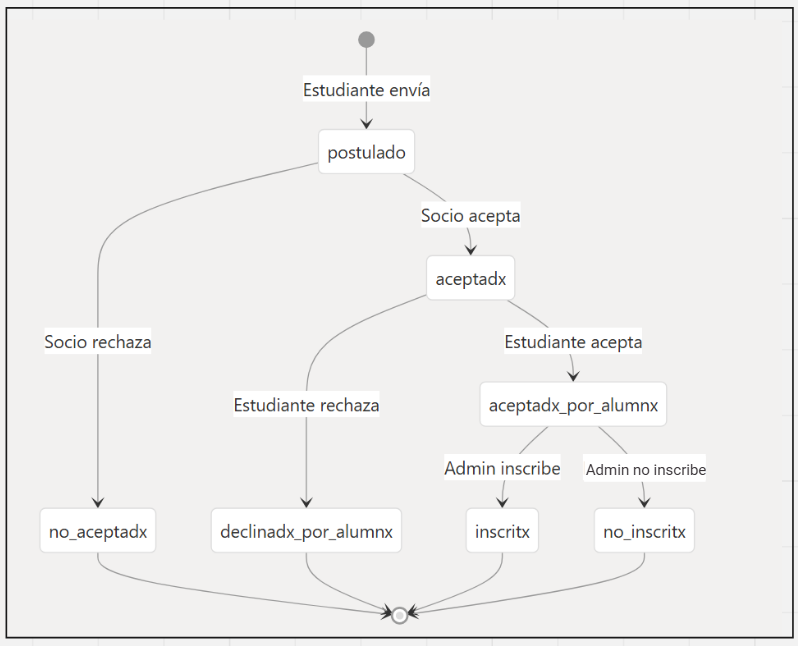 Estudiante envía
postulado
Socio acepta
aceptadx
Socio rechaza
Estudiante acepta
Estudiante rechaza
aceptadx_por_alumnx
Admin inscribe
Admin no inscribe
no_aceptadx
declinadx_por_alumnx
inscritx
no_inscritx